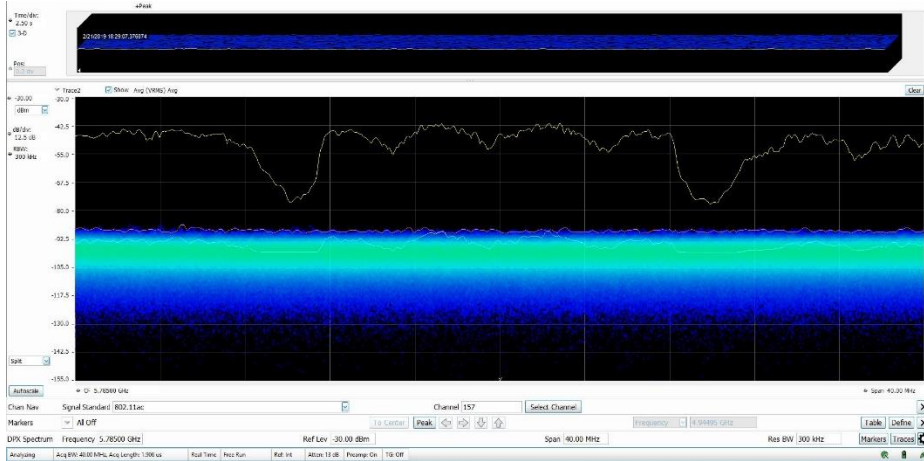 +Peak
Time/div:
2.50 s
3-D
2/21/2019 18:29:07.376874
Pos:
0.0 div
Trace2 Show Avg (VRMS) Avg Clear
-30.00 -30.0
dBm
-42.5
dB/div:
12.5 dB
RBW: -55.0
300 kHz
-67.5
-80.0
-92.5
-105.0
-117.5
-130.0
-142.5
Split
-155.0
Autoscale CF 5.78500 GHz Span 40.00 MHz
Chan Nav Signal Standard 802.11ac Channel 157 Select Channel X
Markers All Off To Center Peak Frequency Table Define X
DPX Spectrum Frequency 5.78500 GHz Ref Lev -30.00 dBm Span 40.00 MHz Res BW 300 kHz Markers Traces
Analyzing Acq BW: 40.00 MHz, Acq Length: Real Time Free Run Ref: Int Atten: 13 dB Preamp: On TG: Off